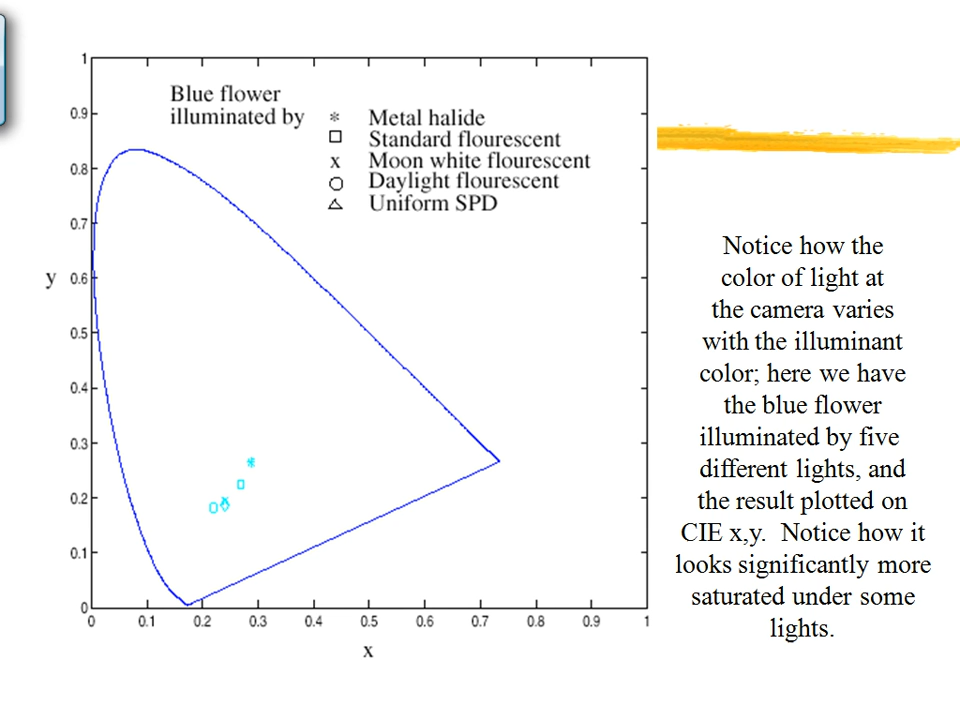 Blue flower
illuminated by
* Metal halide
□ Standard flourescent
x Moon white flourescent
○ Daylight flourescent
△ Uniform SPD
1
0.9
0.8
0.7
y 0.6
0.5
0.4
0.3
0.2
0.1
0
0 0.1 0.2 0.3 0.4 0.5 0.6 0.7 0.8 0.9 1
x
Notice how the
color of light at
the camera varies
with the illuminant
color; here we have
the blue flower
illuminated by five
different lights, and
the result plotted on
CIE x,y. Notice how it
looks significantly more
saturated under some
lights.